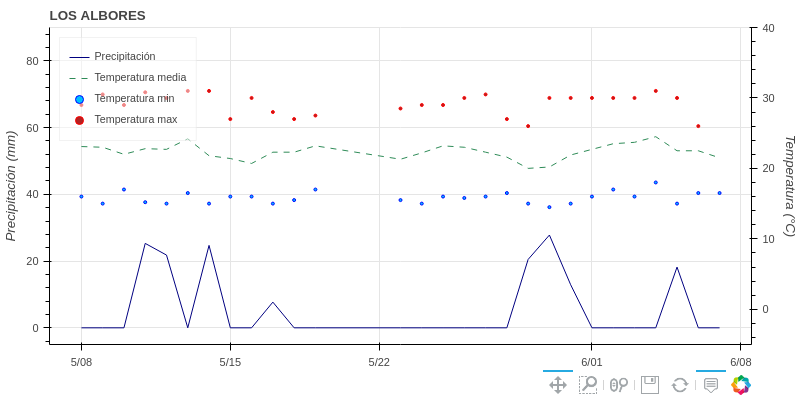 LOS ALBORES
Precipitación
Temperatura media
Temperatura min
Temperatura max
Precipitación (mm)
80
60
40
20
0
Temperatura (°C)
40
30
20
10
0
5/08
5/15
5/22
6/01
6/08